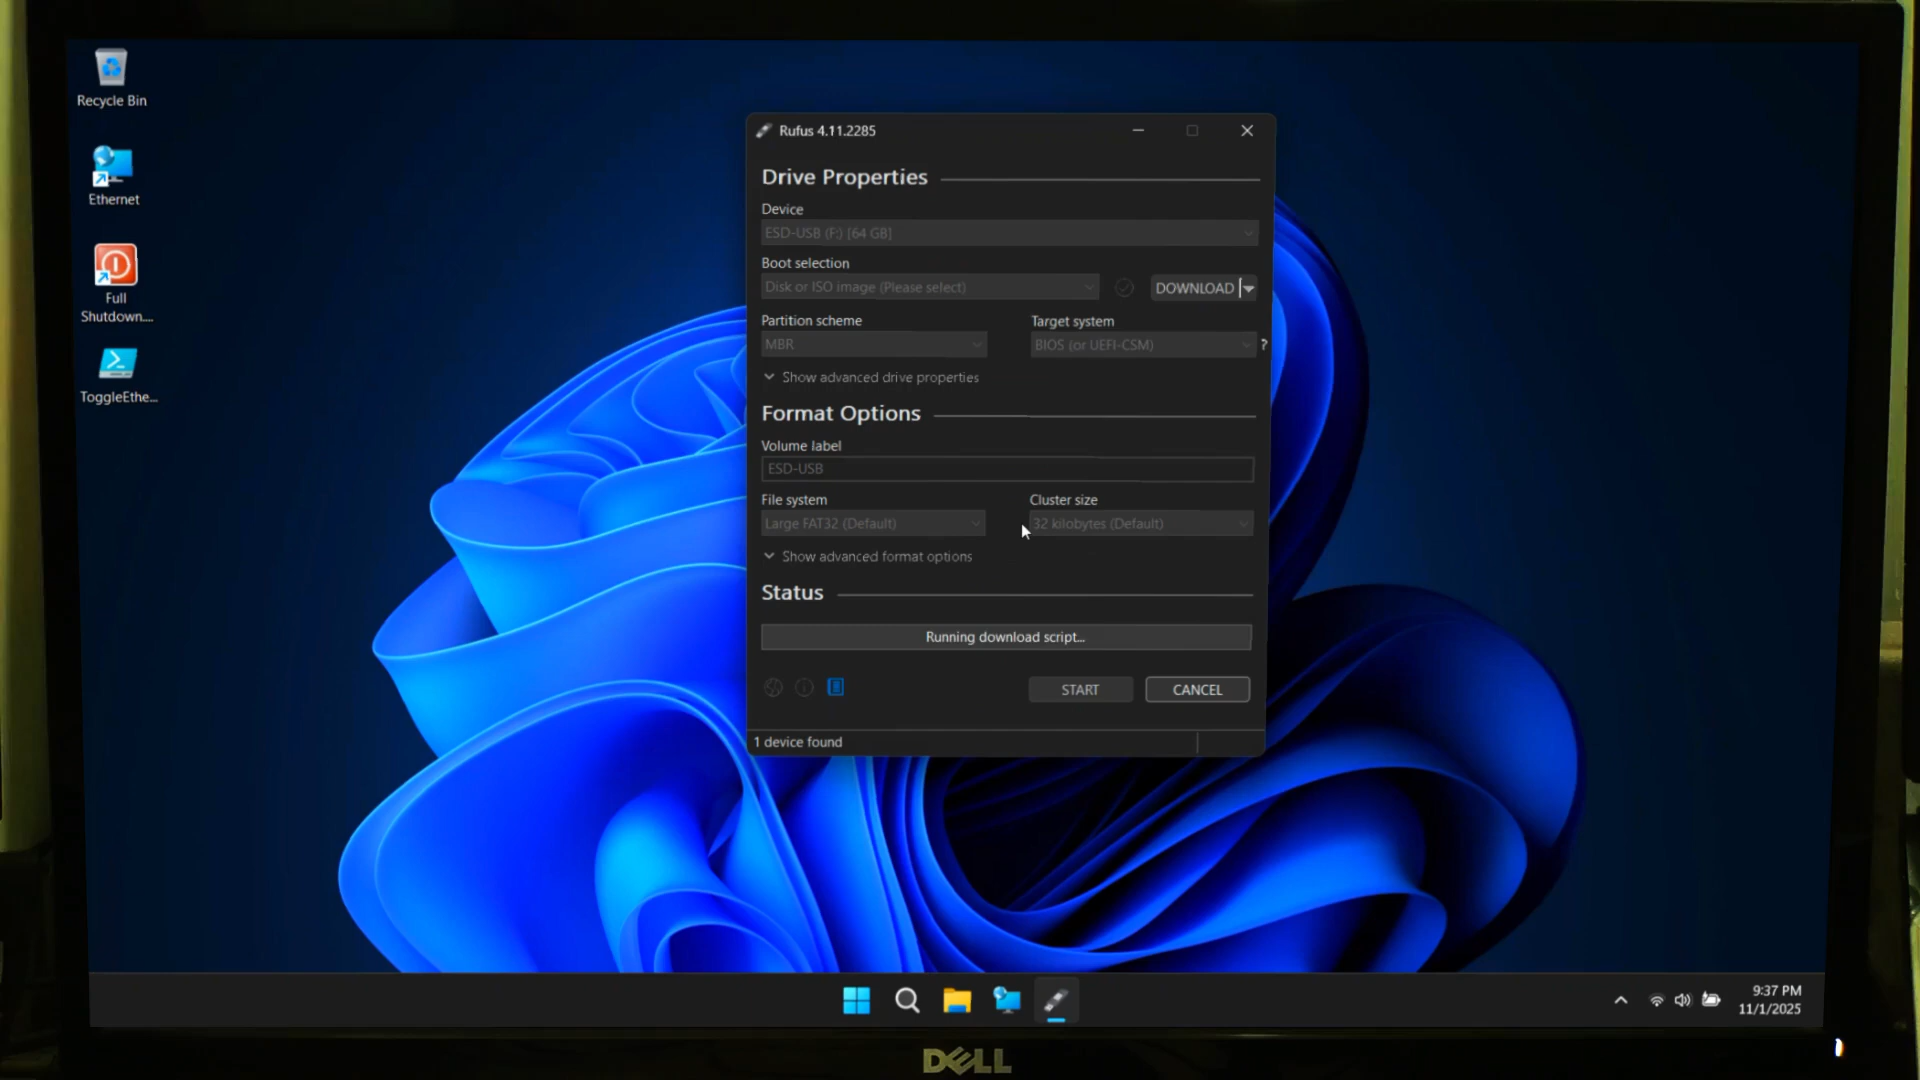 Recycle Bin
Ethernet
Full
Shutdown....
ToggleEthe...
Rufus 4.11.2285
Drive Properties
Device
ESD-USB (F:) [64 GB]
Boot selection
Disk or ISO image (Please select)
DOWNLOAD
Partition scheme
Target system
MBR
BIOS (or UEFI-CSM)
?
Show advanced drive properties
Format Options
Volume label
ESD-USB
File system
Cluster size
Large FAT32 (Default)
32 kilobytes (Default)
Show advanced format options
Status
Running download script...
START
CANCEL
1 device found
9:37 PM
11/1/2025
DELL